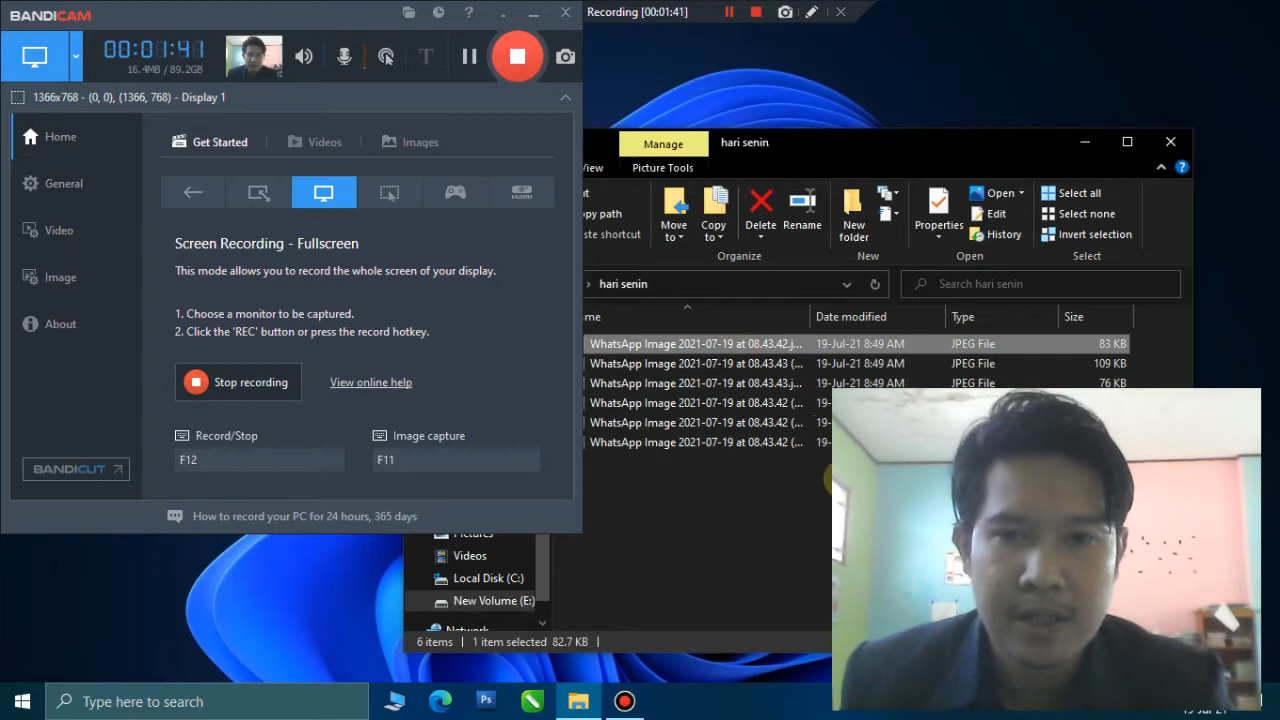 BANDICAM
?
Recording [00:01:41]
00:01:41
16.4MB / 89.2GB
T
1366x768 - (0, 0), (1366, 768) - Display 1
Home
General
Video
Image
About
BANDICUT
Get Started
Videos
Images
HDMI
Screen Recording - Fullscreen
This mode allows you to record the whole screen of your display.
1. Choose a monitor to be captured.
2. Click the 'REC' button or press the record hotkey.
Stop recording
View online help
Record/Stop
Image capture
F12
F11
How to record your PC for 24 hours, 365 days
Manage
hari senin
Picture Tools
?
Move to
Copy to
Delete
Rename
New folder
Properties
Open
Edit
History
Select all
Select none
Invert selection
Organize
New
Open
Select
hari senin
Search hari senin
Date modified
Type
Size
WhatsApp Image 2021-07-19 at 08.43.42.j... 19-Jul-21 8:49 AM JPEG File 83 KB
WhatsApp Image 2021-07-19 at 08.43.43 (... 19-Jul-21 8:49 AM JPEG File 109 KB
WhatsApp Image 2021-07-19 at 08.43.43.j... 19-Jul-21 8:49 AM JPEG File 76 KB
WhatsApp Image 2021-07-19 at 08.43.42 (... 19-
WhatsApp Image 2021-07-19 at 08.43.42 (... 19-
WhatsApp Image 2021-07-19 at 08.43.42 (... 19-
Pictures
Videos
Local Disk (C:)
New Volume (E:)
Network
6 items
1 item selected 82.7 KB
Type here to search
Ps